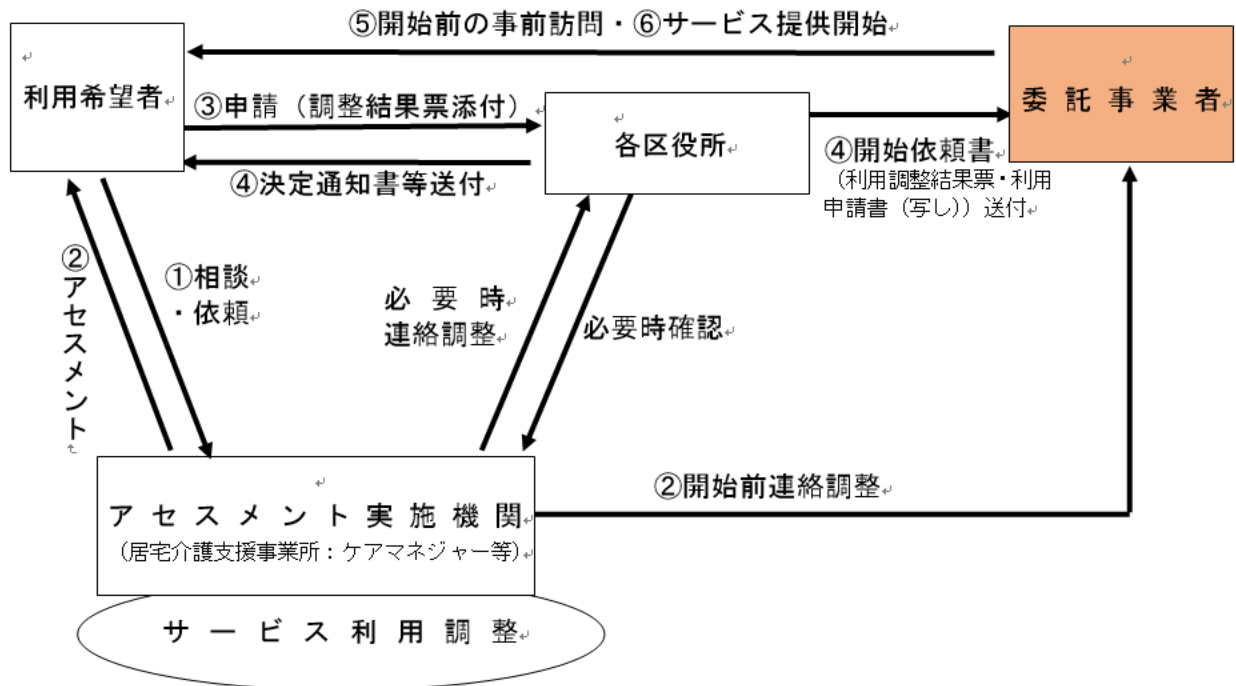 ⑤開始前の事前訪問・⑥サービス提供開始
利用希望者
③申請（調整結果票添付）
各区役所
委託事業者
④決定通知書等送付
④開始依頼書
（利用調整結果票・利用
申請書（写し））送付
②アセスメント
①相談
・依頼
必要時
連絡調整
必要時確認
②開始前連絡調整
アセスメント実施機関
（居宅介護支援事業所：ケアマネジャー等）
サービス利用調整